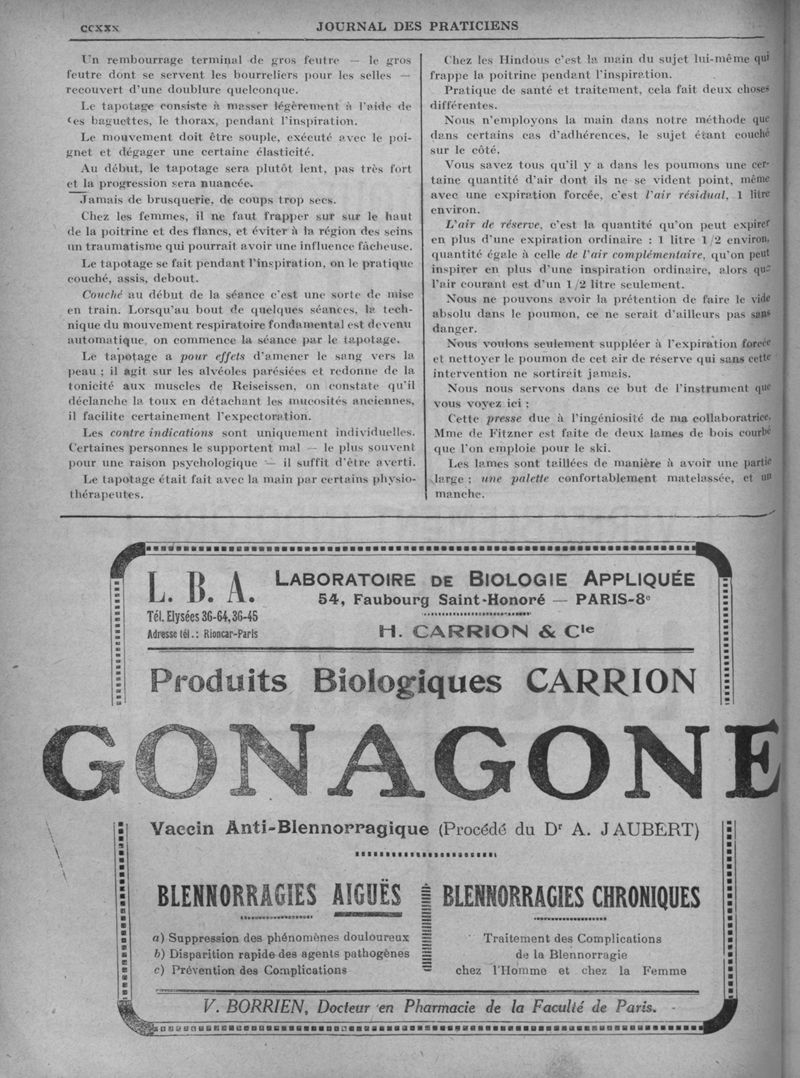 CCXXX
JOURNAL DES PRATICIENS
Un rembourrage terminal de gros feutre — le gros
feutre dont se servent les bourreliers pour les selles —
recouvert d'une doublure quelconque.
Le tapotage consiste à masser légèrement à l'aide de
ces baguettes, le thorax, pendant l'inspiration.
Le mouvement doit être souple, exécuté avec le poi-
gnet et dégager une certaine élasticité.
Au début, le tapotage sera plutôt lent, pas très fort
et la progression sera nuancée.
Jamais de brusquerie, de coups trop secs.
Chez les femmes, il ne faut frapper sur sur le haut
de la poitrine et des flancs, et éviter à la région des seins
un traumatisme qui pourrait avoir une influence fâcheuse.
Le tapotage se fait pendant l'inspiration, on le pratique
couché, assis, debout.
Couché au début de la séance c'est une sorte de mise
en train. Lorsqu'au bout de quelques séances, la tech-
nique du mouvement respiratoire fondamental est devenu
automatique, on commence la séance par le tapotage.
Le tapotage a pour effets d'amener le sang vers la
peau ; il agit sur les alvéoles parésiées et redonne de la
tonicité aux muscles de Reiseissen, on constate qu'il
déclanche la toux en détachant les mucosités anciennes,
il facilite certainement l'expectoration.
Les contre indications sont uniquement individuelles.
Certaines personnes le supportent mal — le plus souvent
pour une raison psychologique — il suffit d'être averti.
Le tapotage était fait avec la main par certains physio-
thérapeutes.
Chez les Hindous c'est la main du sujet lui-même qui
frappe la poitrine pendant l'inspiration.
Pratique de santé et traitement, cela fait deux choses
différentes.
Nous n'employons la main dans notre méthode que
dans certains cas d'adhérences, le sujet étant couché
sur le côté.
Vous savez tous qu'il y a dans les poumons une cer-
taine quantité d'air dont ils ne se vident point, même
avec une expiration forcée, c'est l'air résidual, 1 litre
environ.
L'air de réserve, c'est la quantité qu'on peut expirer
en plus d'une expiration ordinaire : 1 litre 1/2 environ,
quantité égale à celle de l'air complémentaire, qu'on peut
inspirer en plus d'une inspiration ordinaire, alors que
l'air courant est d'un 1/2 litre seulement.
Nous ne pouvons avoir la prétention de faire le vide
absolu dans le poumon, ce ne serait d'ailleurs pas sans
danger.
Nous voulons seulement suppléer à l'expiration forcée
et nettoyer le poumon de cet air de réserve qui sans cette
intervention ne sortirait jamais.
Nous nous servons dans ce but de l'instrument que
vous voyez ici :
Cette presse due à l'ingéniosité de ma collaboratrice,
Mme de Fitzner est faite de deux lames de bois courbé
que l'on emploie pour le ski.
Les lames sont taillées de manière à avoir une partie
large ; une palette confortablement matelassée, et un
manche.
L. B. A.
Tél. Elysées 36-64, 36-45
Adresse tél. : Rioncar-Paris
LABORATOIRE DE BIOLOGIE APPLIQUÉE
54, Faubourg Saint-Honoré — PARIS-8e
H. CARRION & Cie
Produits Biologiques CARRION
GONAGONE
Vaccin Anti-Blennorragique (Procédé du Dr A. JAUBERT)
BLENNORRAGIES AIGUËS
a) Suppression des phénomènes douloureux
b) Disparition rapide des agents pathogènes
c) Prévention des Complications
BLENNORRAGIES CHRONIQUES
Traitement des Complications
de la Blennorragie
chez l'Homme et chez la Femme
V. BORRIEN, Docteur en Pharmacie de la Faculté de Paris.